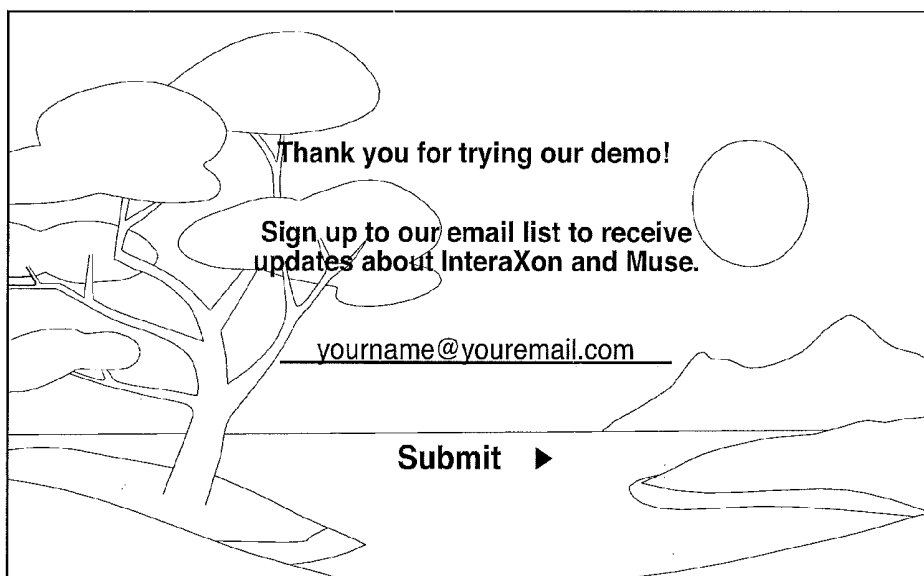 Thank you for trying our demo!
Sign up to our email list to receive
updates about InteraXon and Muse.
yourname@youremail.com
Submit